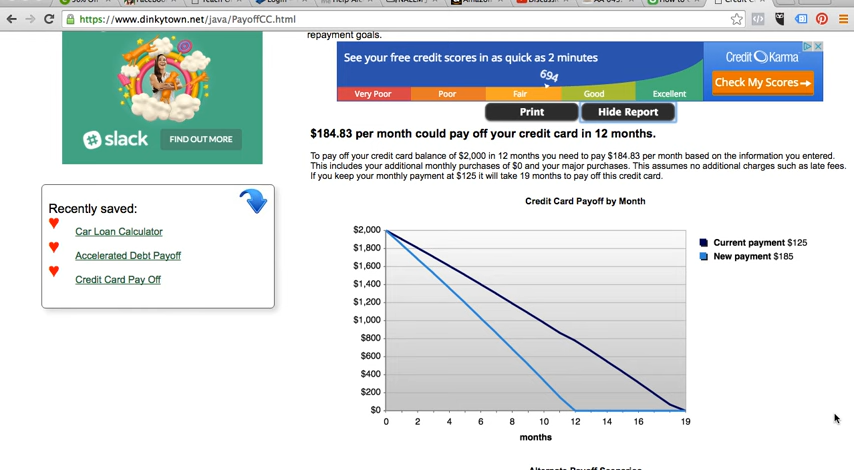 Facebook
Login
Amazon
https://www.dinkytown.net/java/PayoffCC.html
repayment goals.
See your free credit scores in as quick as 2 minutes
694
Very Poor Poor Fair Good Excellent
Credit Karma
Check My Scores
Print Hide Report
slack FIND OUT MORE
$184.83 per month could pay off your credit card in 12 months.
To pay off your credit card balance of $2,000 in 12 months you need to pay $184.83 per month based on the information you entered.
This includes your additional monthly purchases of $0 and your major purchases. This assumes no additional charges such as late fees.
If you keep your monthly payment at $125 it will take 19 months to pay off this credit card.
Recently saved:
Car Loan Calculator
Accelerated Debt Payoff
Credit Card Pay Off
Credit Card Payoff by Month
$2,000
$1,800
$1,600
$1,400
$1,200
$1,000
$800
$600
$400
$200
$0
0 2 4 6 8 10 12 14 16 19
months
Current payment $125
New payment $185
Alternate Payoff Scenarios